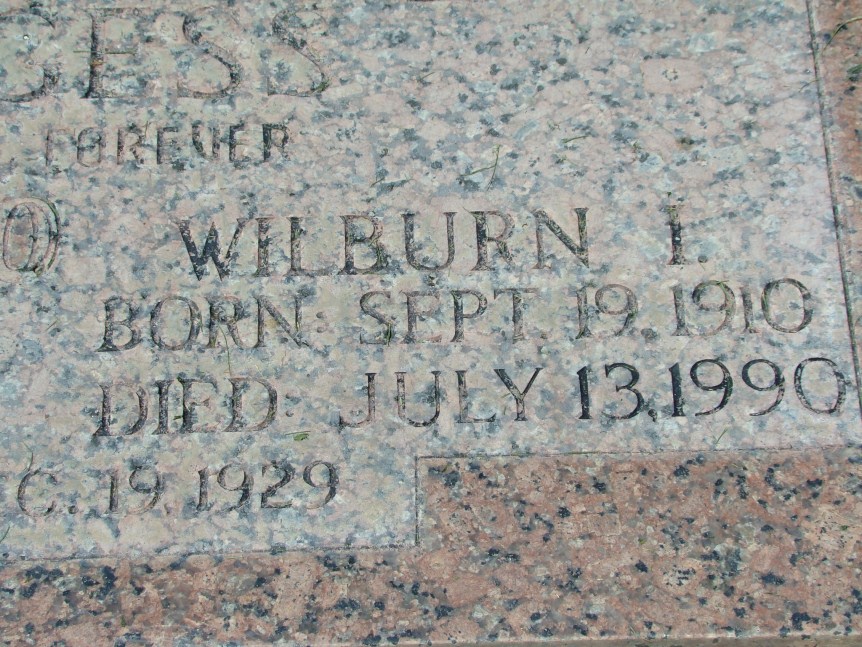 GESS
FOREVER
WILBURN I.
BORN: SEPT. 19. 1910
DIED: JULY 13, 1990
C. 19. 1929